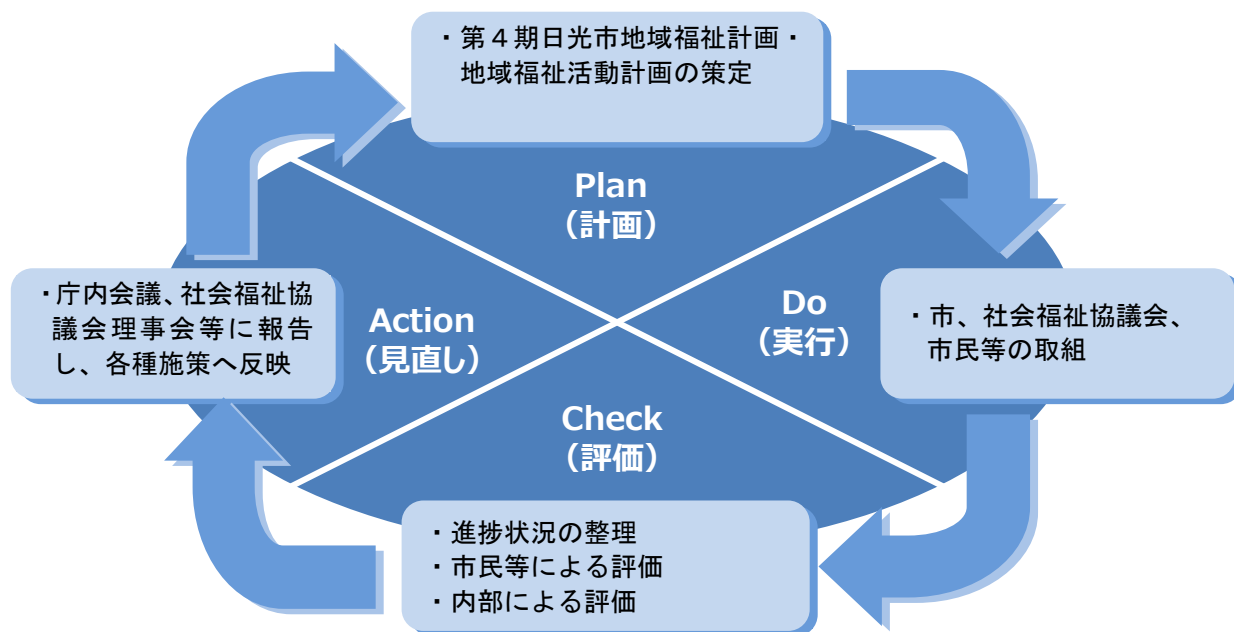 ・第４期日光市地域福祉計画・
地域福祉活動計画の策定
Plan
（計画）
・庁内会議、社会福祉協
議会理事会等に報告
し、各種施策へ反映
Action
（見直し）
Do
（実行）
・市、社会福祉協議会、
市民等の取組
Check
（評価）
・進捗状況の整理
・市民等による評価
・内部による評価